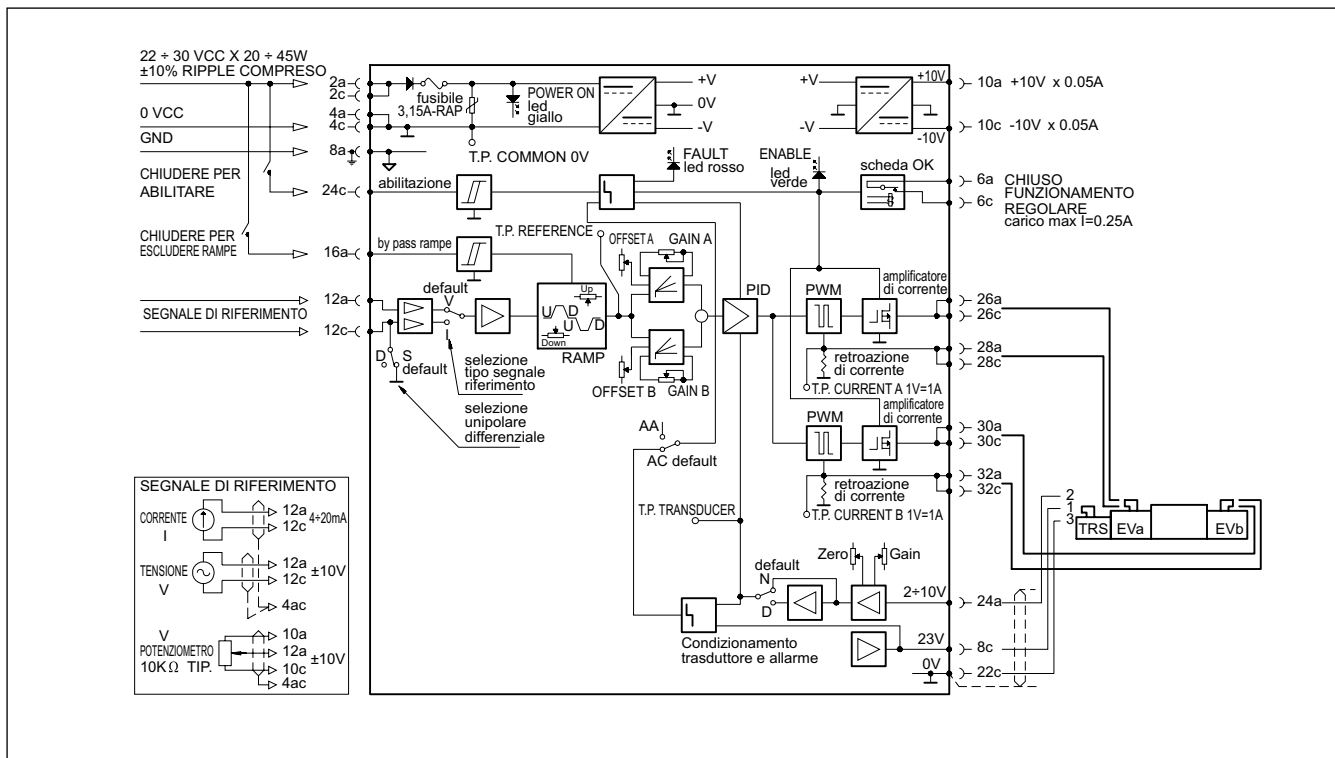 22 ÷ 30 VCC X 20 ÷ 45W
±10% RIPPLE COMPRESO
0 VCC
GND
CHIUDERE PER
ABILITARE
CHIUDERE PER
ESCLUDERE RAMPE
SEGNALE DI RIFERIMENTO
2a
2c
4a
4c
8a
24c
16a
12a
12c
fusibile
3,15A-RAP
POWER ON
led
giallo
+V
0V
-V
+V
-V
+10V
-10V
10a +10V x 0.05A
10c -10V x 0.05A
T.P. COMMON 0V
FAULT
led rosso
ENABLE
led
verde
scheda OK
6a CHIUSO
FUNZIONAMENTO
6c
REGOLARE
carico max I=0.25A
abilitazione
T.P. REFERENCE
by pass rampe
OFFSET A
GAIN A
default
V
I
D
S
default
Up
U D
U D
Down
RAMP
selezione
tipo segnale
riferimento
selezione
unipolare
differenziale
OFFSET B
GAIN B
PID
PWM
amplificatore
di corrente
26a
26c
28a
28c
retroazione
di corrente
T.P. CURRENT A 1V=1A
PWM
amplificatore
di corrente
30a
30c
32a
32c
retroazione
di corrente
T.P. CURRENT B 1V=1A
AA
AC default
T.P. TRANSDUCER
default
N
D
Zero
Gain
2÷10V
24a
23V
8c
0V
22c
Condizionamento
trasduttore e allarme
2
1
3
TRS
EVa
EVb
SEGNALE DI RIFERIMENTO
CORRENTE
I
12a
12c
4÷20mA
TENSIONE
V
12a
12c
±10V
4ac
V
POTENZIOMETRO
10KΩ TIP.
10a
12a
10c
±10V
4ac